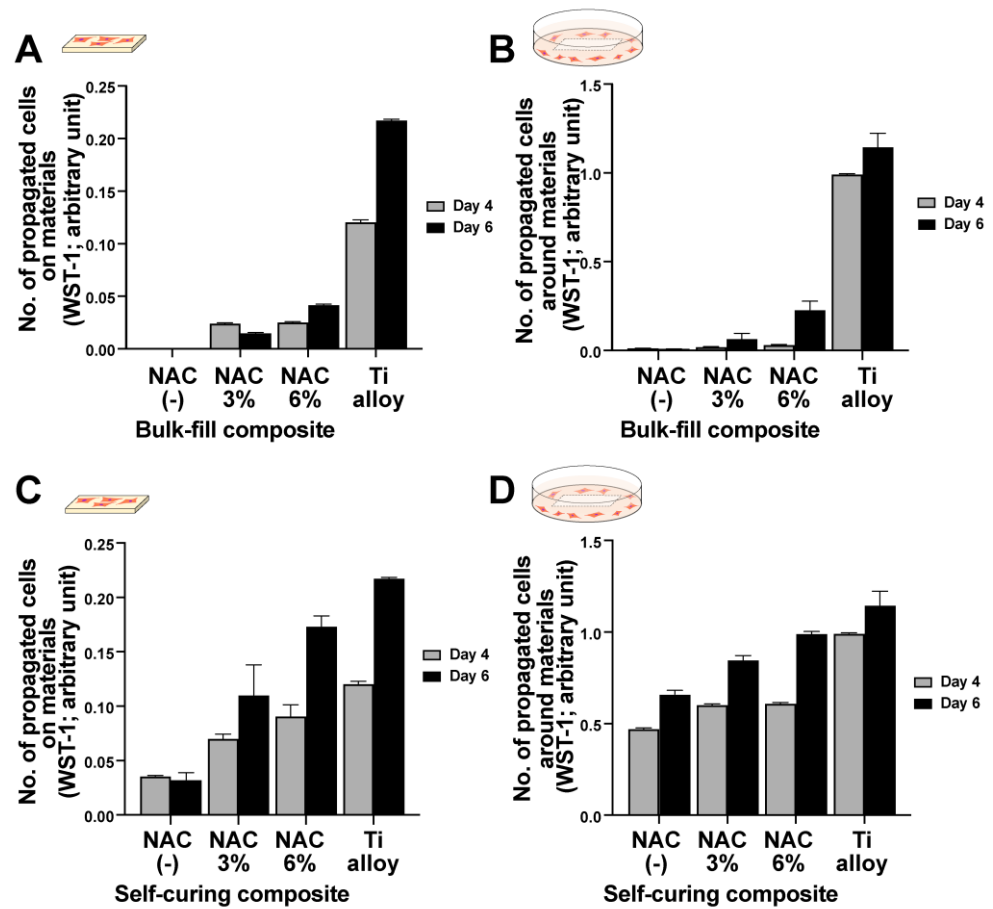 A
No. of propagated cells
on materials
(WST-1; arbitrary unit)
0.25
0.20
0.15
0.10
0.05
0.00
Day 4
Day 6
NAC NAC NAC Ti
(-) 3% 6% alloy
Bulk-fill composite
B
No. of propagated cells
around materials
(WST-1; arbitrary unit)
1.5
1.0
0.5
0.0
Day 4
Day 6
NAC NAC NAC Ti
(-) 3% 6% alloy
Bulk-fill composite
C
No. of propagated cells
on materials
(WST-1; arbitrary unit)
0.25
0.20
0.15
0.10
0.05
0.00
Day 4
Day 6
NAC NAC NAC Ti
(-) 3% 6% alloy
Self-curing composite
D
No. of propagated cells
around materials
(WST-1; arbitrary unit)
1.5
1.0
0.5
0.0
Day 4
Day 6
NAC NAC NAC Ti
(-) 3% 6% alloy
Self-curing composite